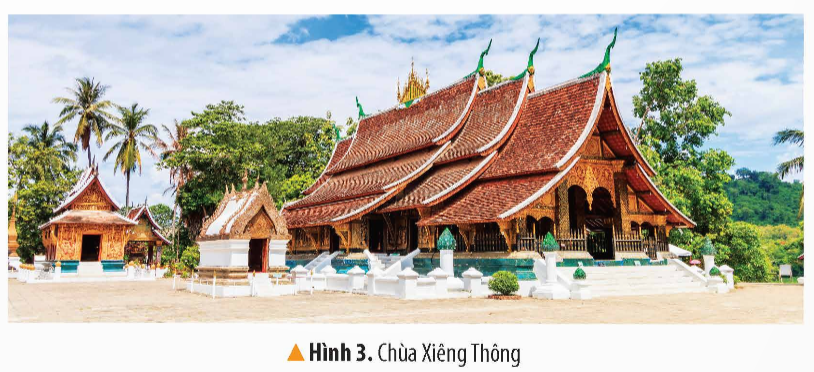 ▲ Hình 3. Chùa Xiêng Thông